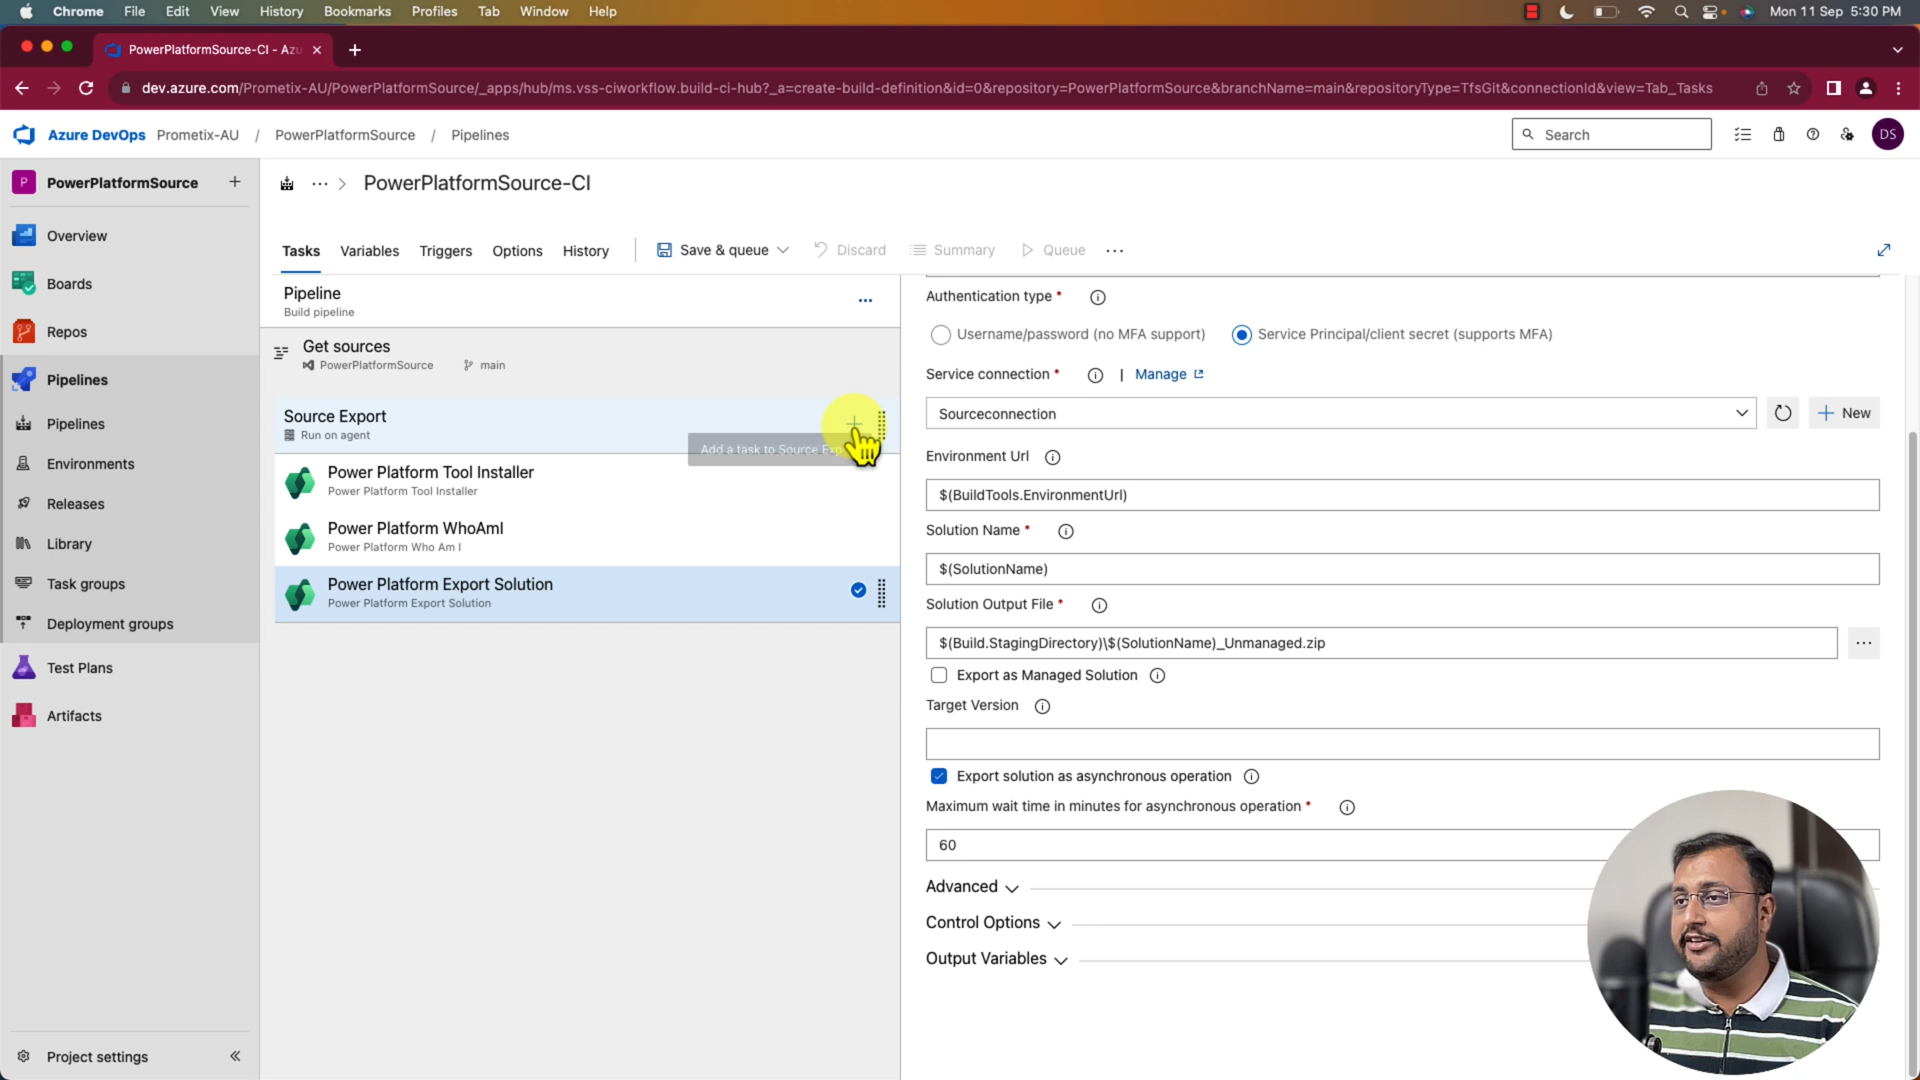 Chrome File Edit View History Bookmarks Profiles Tab Window Help Mon 11 Sep 5:30 PM
PowerPlatformSource-CI - Azu
dev.azure.com/Prometix-AU/PowerPlatformSource/_apps/hub/ms.vss-ciworkflow.build-ci-hub?_a=create-build-definition&id=0&repository=PowerPlatformSource&branchName=main&repositoryType=TfsGit&connectionId&view=Tab_Tasks
Azure DevOps Prometix-AU / PowerPlatformSource / Pipelines Search DS
P PowerPlatformSource +
Overview
Boards
Repos
Pipelines
Pipelines
Environments
Releases
Library
Task groups
Deployment groups
Test Plans
Artifacts
Project settings
PowerPlatformSource-CI
Tasks Variables Triggers Options History Save & queue Discard Summary Queue
Pipeline
Build pipeline
Get sources
PowerPlatformSource main
Source Export
Run on agent
Add a task to Source Exp
Power Platform Tool Installer
Power Platform Tool Installer
Power Platform WhoAmI
Power Platform Who Am I
Power Platform Export Solution
Power Platform Export Solution
Authentication type *
Username/password (no MFA support) Service Principal/client secret (supports MFA)
Service connection * | Manage
Sourceconnection New
Environment Url
$(BuildTools.EnvironmentUrl)
Solution Name *
$(SolutionName)
Solution Output File *
$(Build.StagingDirectory)\$(SolutionName)_Unmanaged.zip
Export as Managed Solution
Target Version
Export solution as asynchronous operation
Maximum wait time in minutes for asynchronous operation *
60
Advanced
Control Options
Output Variables